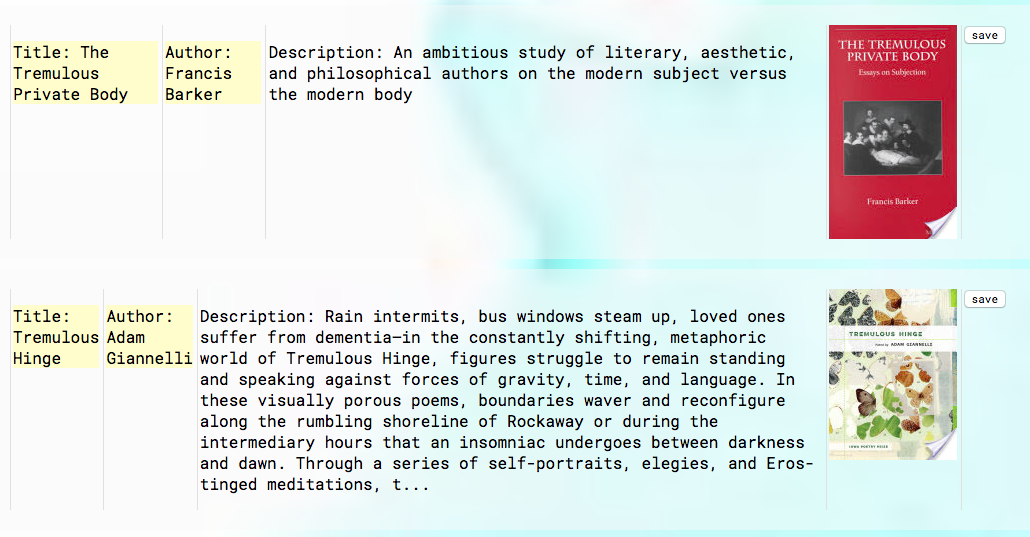 Title: The
Tremulous
Private Body
Author:
Francis
Barker
Description: An ambitious study of literary, aesthetic,
and philosophical authors on the modern subject versus
the modern body
THE TREMULOUS
PRIVATE BODY
Essays on Subjection
Francis Barker
save
Title:
Tremulous
Hinge
Author:
Adam
Giannelli
Description: Rain intermits, bus windows steam up, loved ones
suffer from dementia—in the constantly shifting, metaphoric
world of Tremulous Hinge, figures struggle to remain standing
and speaking against forces of gravity, time, and language. In
these visually porous poems, boundaries waver and reconfigure
along the rumbling shoreline of Rockaway or during the
intermediary hours that an insomniac undergoes between darkness
and dawn. Through a series of self-portraits, elegies, and Eros-
tinged meditations, t...
TREMULOUS HINGE
POEMS BY ADAM GIANNELLI
IOWA POETRY PRIZE
save